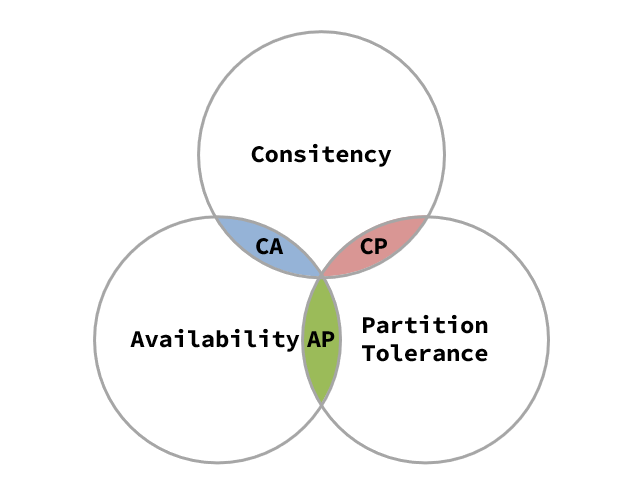 Consitency
CA
CP
Availability
AP
Partition
Tolerance